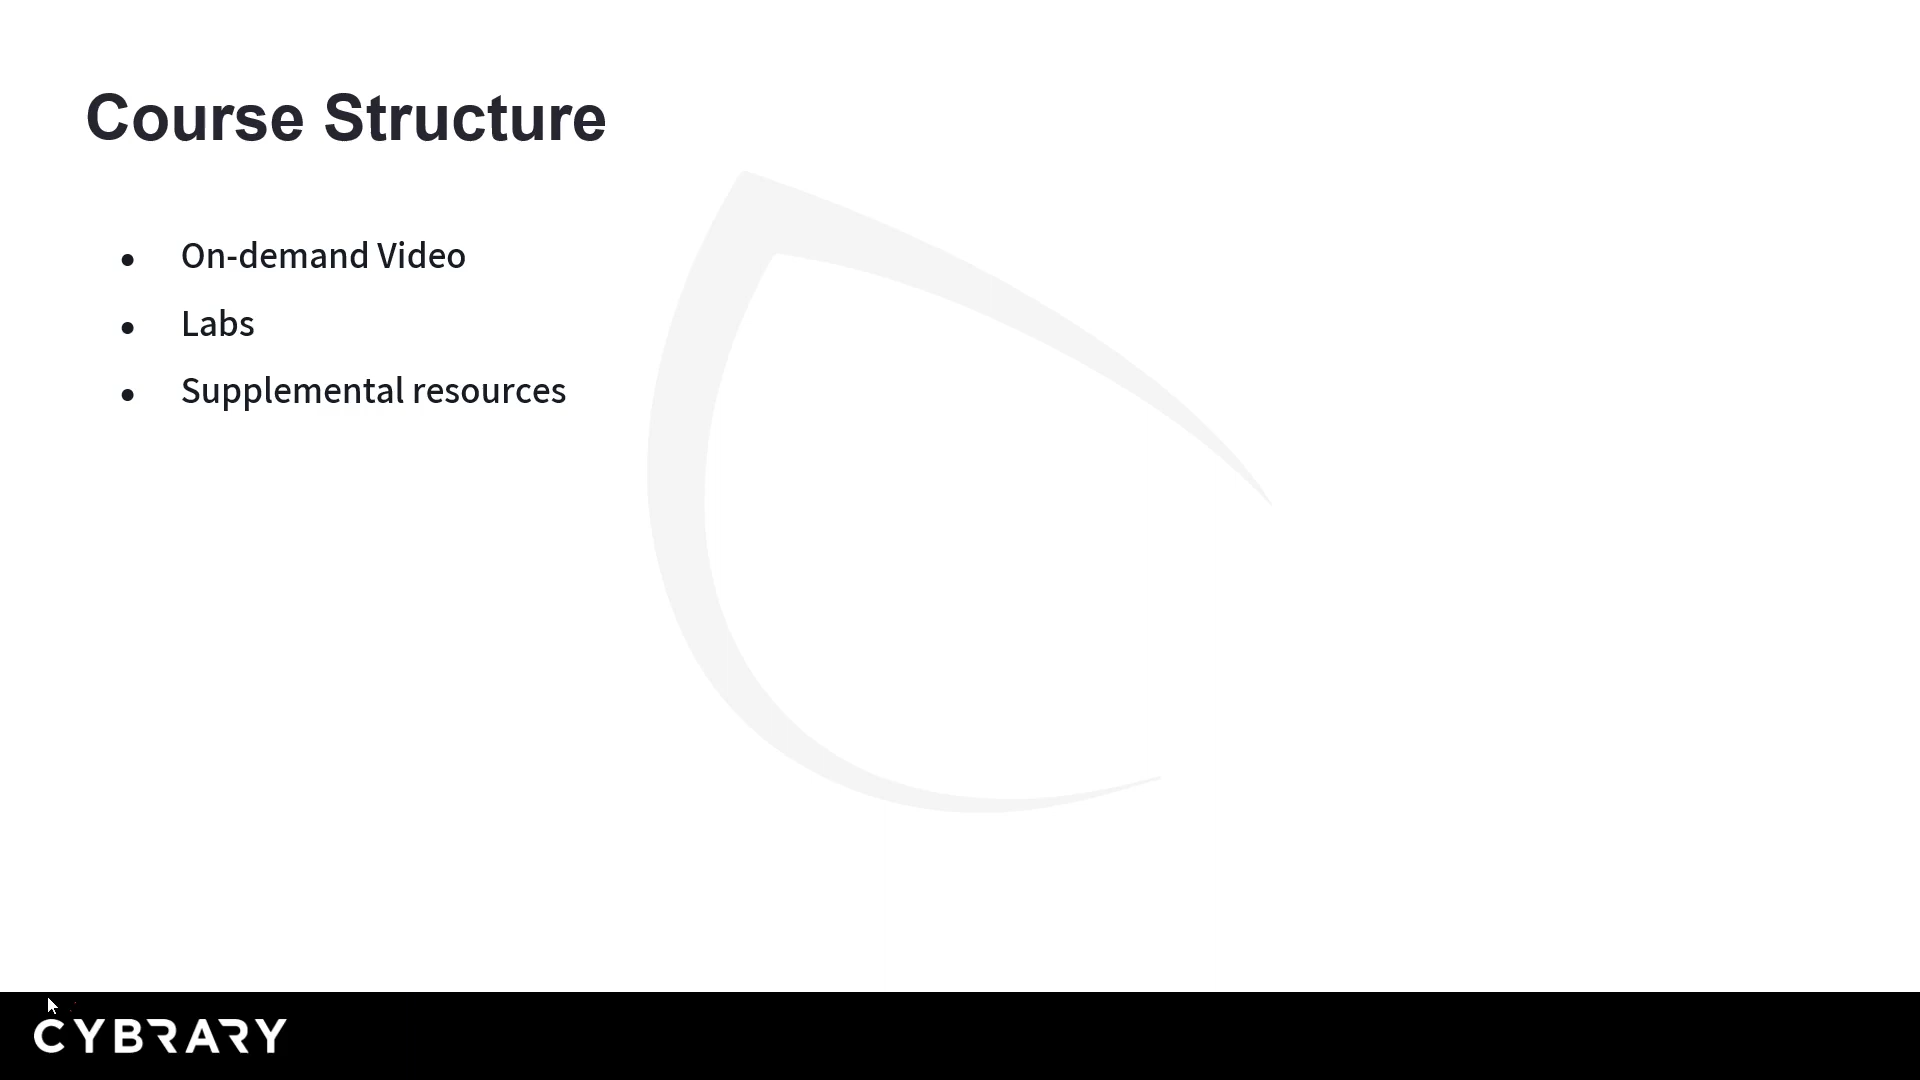 Course Structure
• On-demand Video
• Labs
• Supplemental resources
CYBRARY